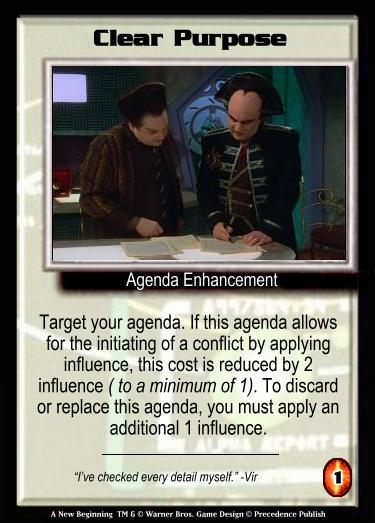 Clear Purpose
Agenda Enhancement
Target your agenda. If this agenda allows
for the initiating of a conflict by applying
influence, this cost is reduced by 2
influence ( to a minimum of 1). To discard
or replace this agenda, you must apply an
additional 1 influence.
“I’ve checked every detail myself.” -Vir
1
A New Beginning TM & © Warner Bros. Game Design © Precedence Publish